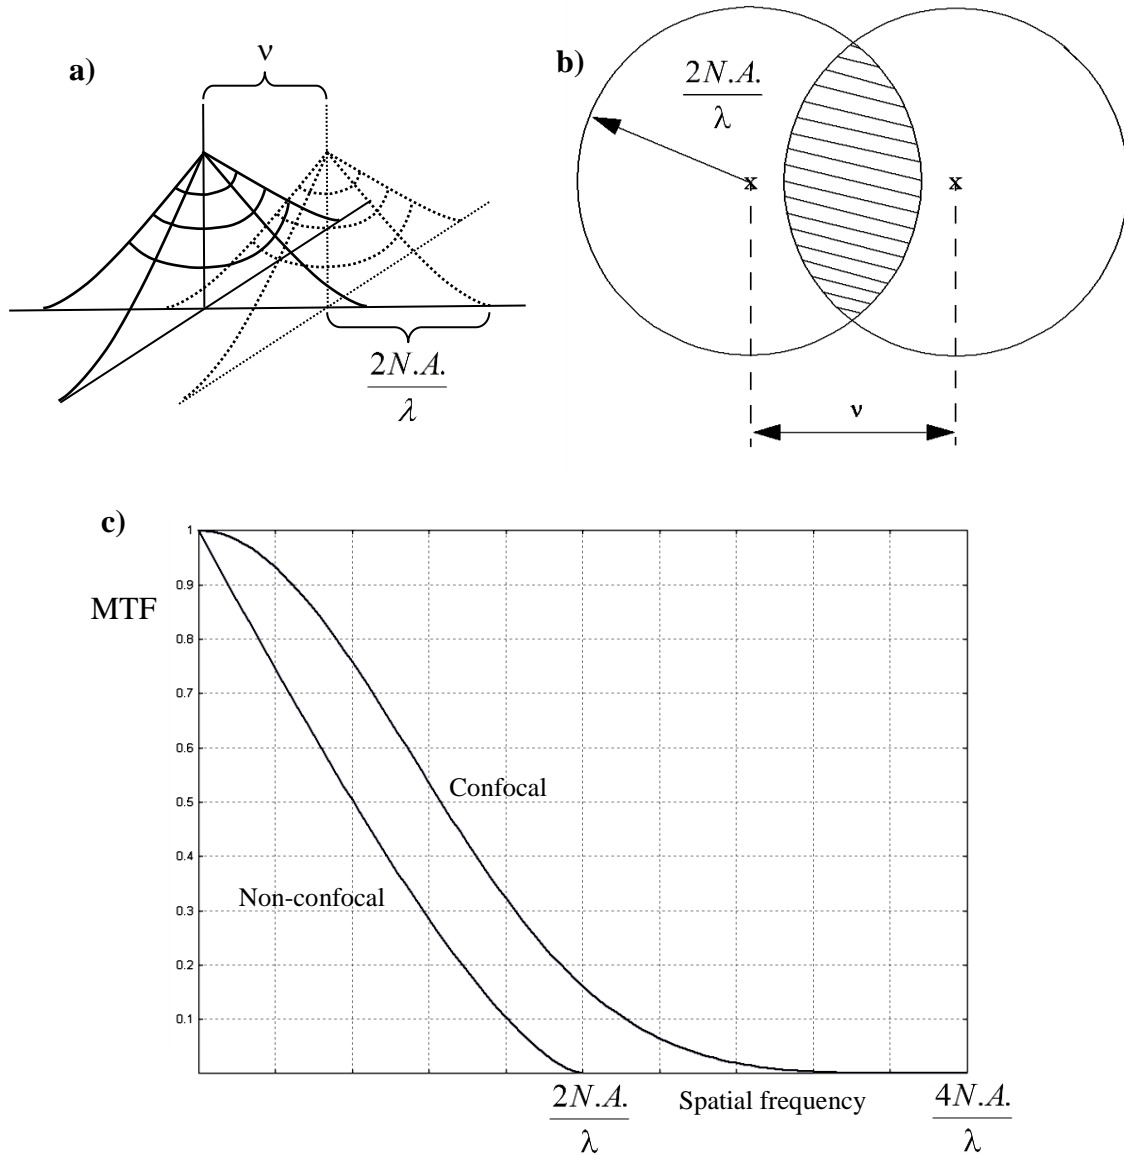 a)
ν
2N.A.
λ
b)
2N.A.
λ
x
x
ν
c)
MTF
1
0.9
0.8
0.7
0.6
0.5
0.4
0.3
0.2
0.1
Confocal
Non-confocal
2N.A.
λ
Spatial frequency
4N.A.
λ